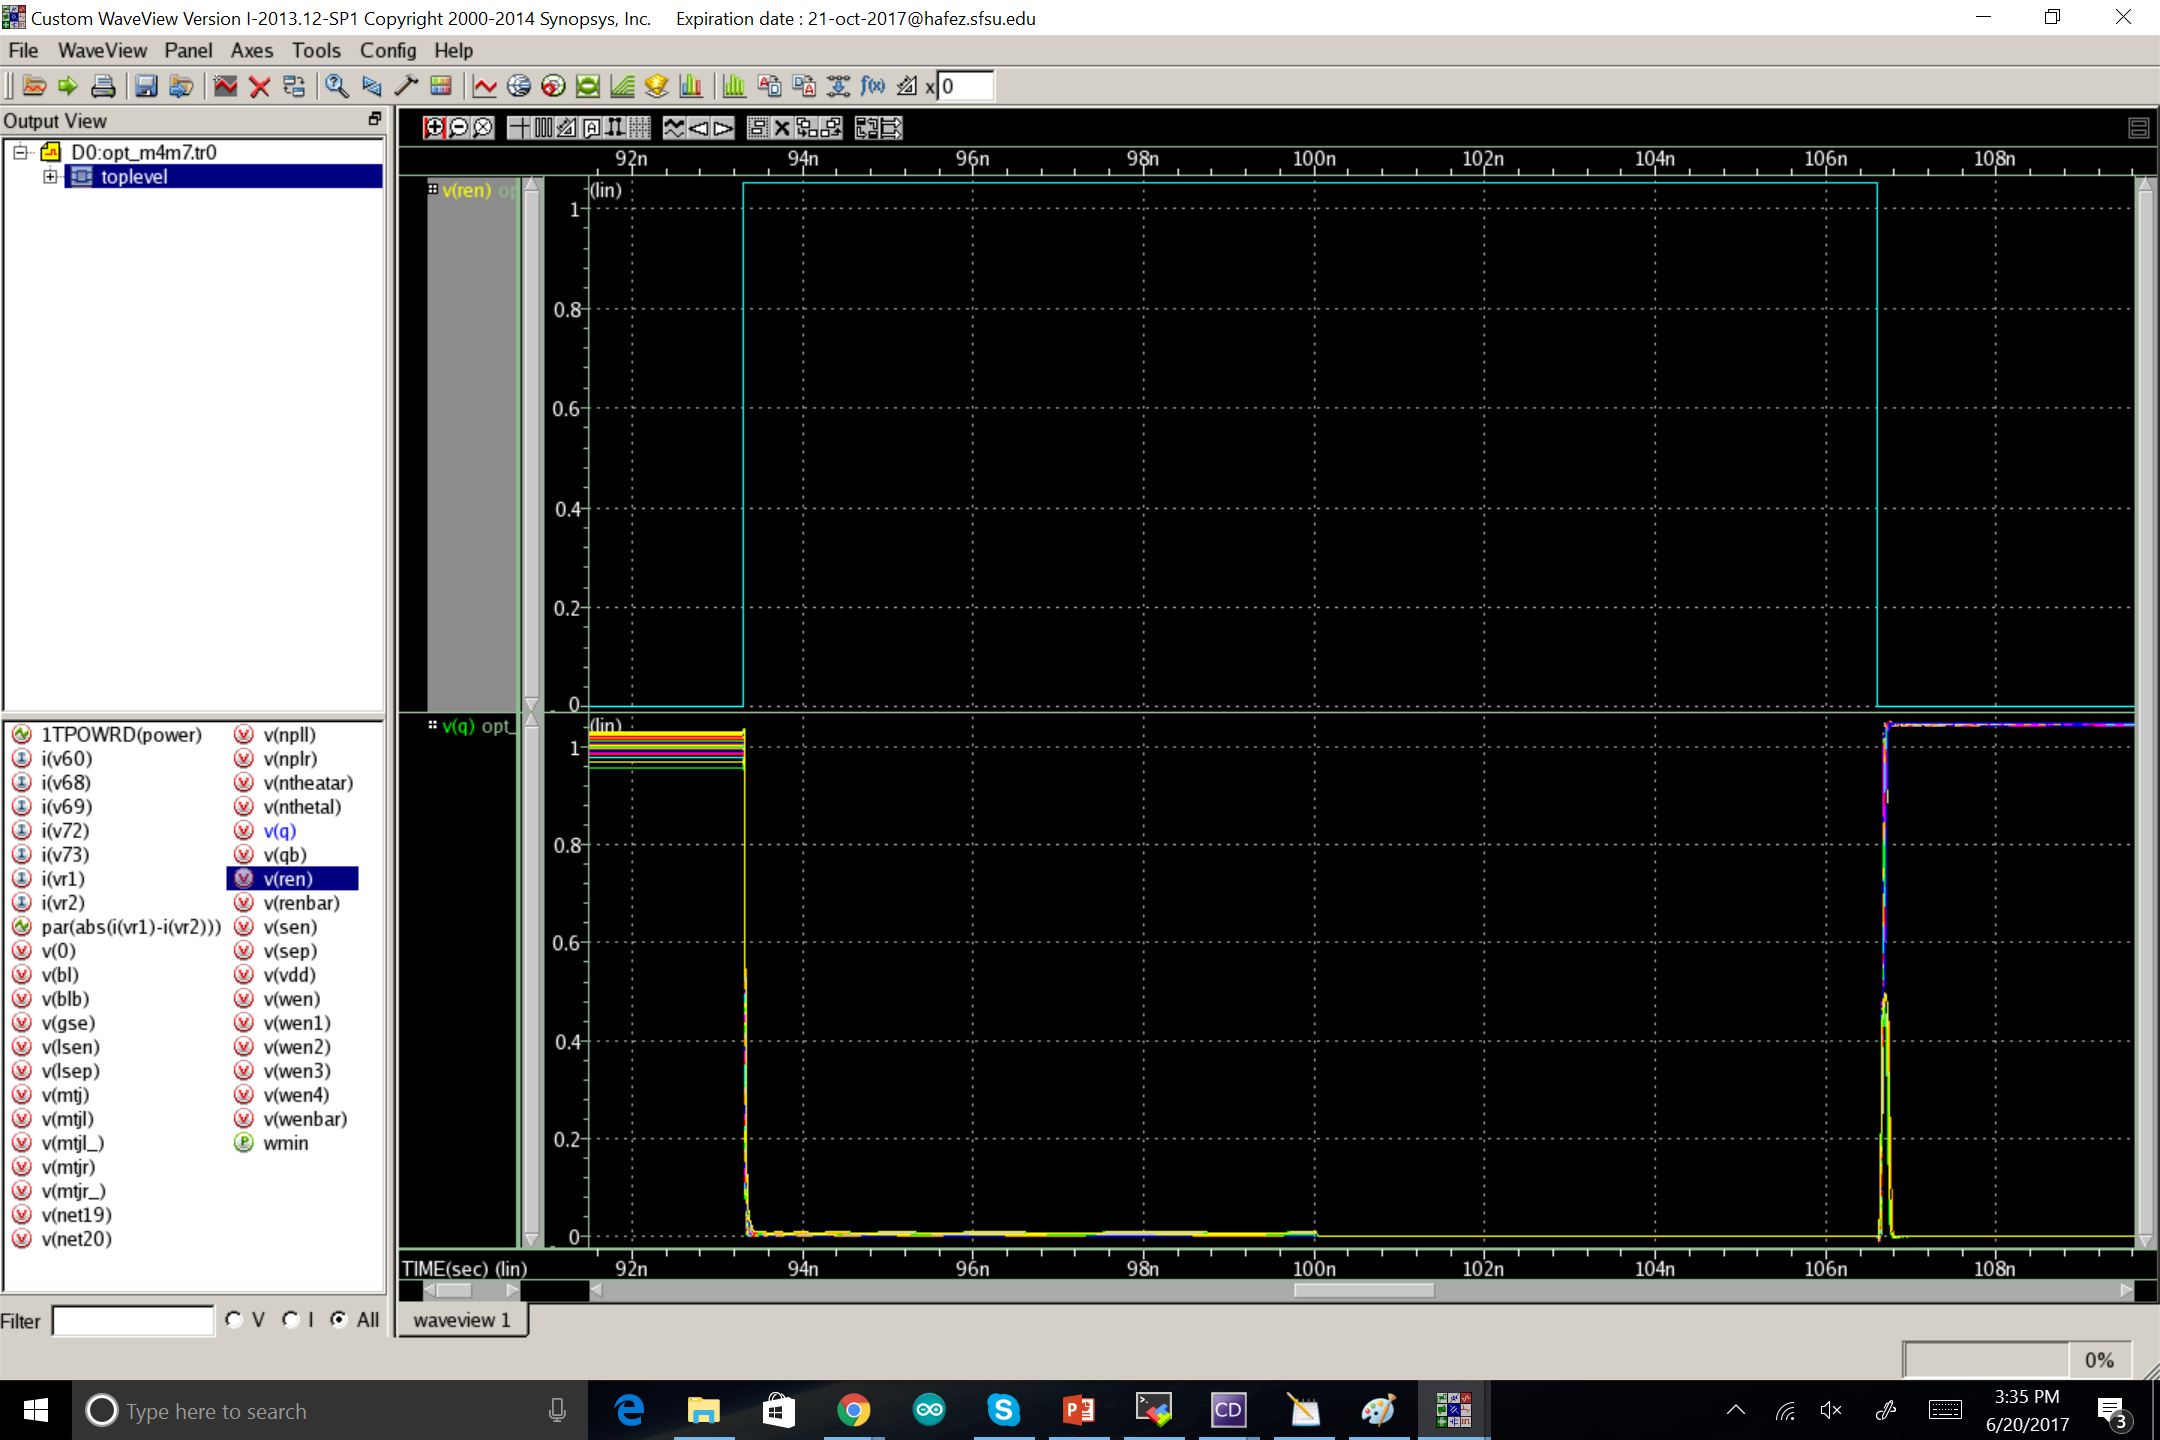 Custom WaveView Version I-2013.12-SP1 Copyright 2000-2014 Synopsys, Inc. Expiration date : 21-oct-2017@hafez.sfsu.edu
File WaveView Panel Axes Tools Config Help
f(x) x 0
Output View
D0:opt_m4m7.tr0
toplevel
92n 94n 96n 98n 100n 102n 104n 106n 108n
v(ren) op (lin)
1
0.8
0.6
0.4
0.2
0
v(q) opt_ (lin)
1
0.8
0.6
0.4
0.2
0
TIME(sec) (lin) 92n 94n 96n 98n 100n 102n 104n 106n 108n
1TPOWRD(power)
i(v60)
i(v68)
i(v69)
i(v72)
i(v73)
i(vr1)
i(vr2)
par(abs(i(vr1)-i(vr2)))
v(0)
v(bl)
v(blb)
v(gse)
v(lsen)
v(lsep)
v(mtj)
v(mtjl)
v(mtjl_)
v(mtjr)
v(mtjr_)
v(net19)
v(net20)
v(npll)
v(nplr)
v(ntheatar)
v(nthetal)
v(q)
v(qb)
v(ren)
v(renbar)
v(sen)
v(sep)
v(vdd)
v(wen)
v(wen1)
v(wen2)
v(wen3)
v(wen4)
v(wenbar)
wmin
Filter V I All
waveview 1
0%
Type here to search
CD
3:35 PM
6/20/2017
3